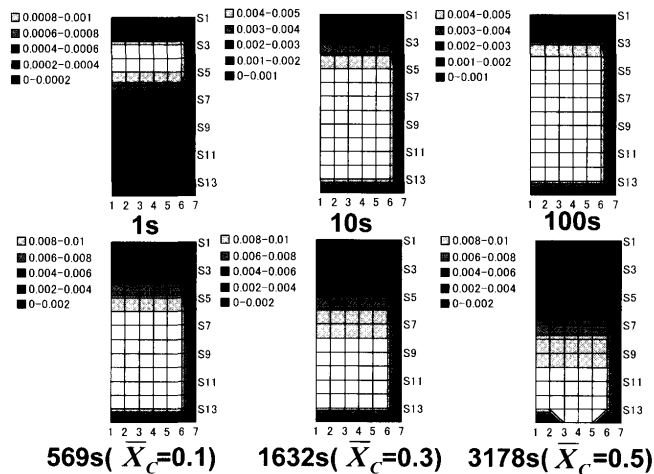 0.0008-0.001
0.0006-0.0008
0.0004-0.0006
0.0002-0.0004
0-0.0002
S1
S3
S5
S7
S9
S11
S13
1 2 3 4 5 6 7
1s
0.004-0.005
0.003-0.004
0.002-0.003
0.001-0.002
0-0.001
S1
S3
S5
S7
S9
S11
S13
1 2 3 4 5 6 7
10s
0.004-0.005
0.003-0.004
0.002-0.003
0.001-0.002
0-0.001
S1
S3
S5
S7
S9
S11
S13
1 2 3 4 5 6 7
100s
0.008-0.01
0.006-0.008
0.004-0.006
0.002-0.004
0-0.002
S1
S3
S5
S7
S9
S11
S13
1 2 3 4 5 6 7
569s( X̅_C=0.1)
0.008-0.01
0.006-0.008
0.004-0.006
0.002-0.004
0-0.002
S1
S3
S5
S7
S9
S11
S13
1 2 3 4 5 6 7
1632s( X̅_C=0.3)
0.008-0.01
0.006-0.008
0.004-0.006
0.002-0.004
0-0.002
S1
S3
S5
S7
S9
S11
S13
1 2 3 4 5 6 7
3178s( X̅_C=0.5)